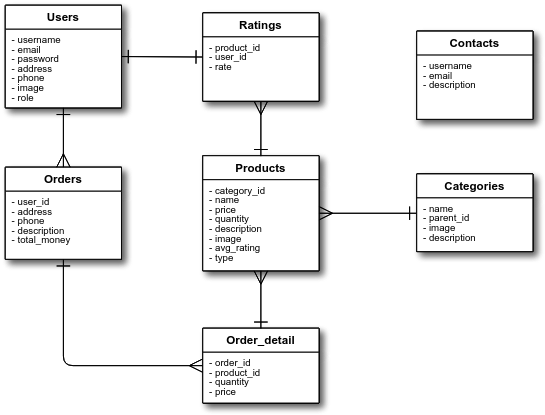 Users
- username
- email
- password
- address
- phone
- image
- role
Ratings
- product_id
- user_id
- rate
Contacts
- username
- email
- description
Orders
- user_id
- address
- phone
- description
- total_money
Products
- category_id
- name
- price
- quantity
- description
- image
- avg_rating
- type
Categories
- name
- parent_id
- image
- description
Order_detail
- order_id
- product_id
- quantity
- price